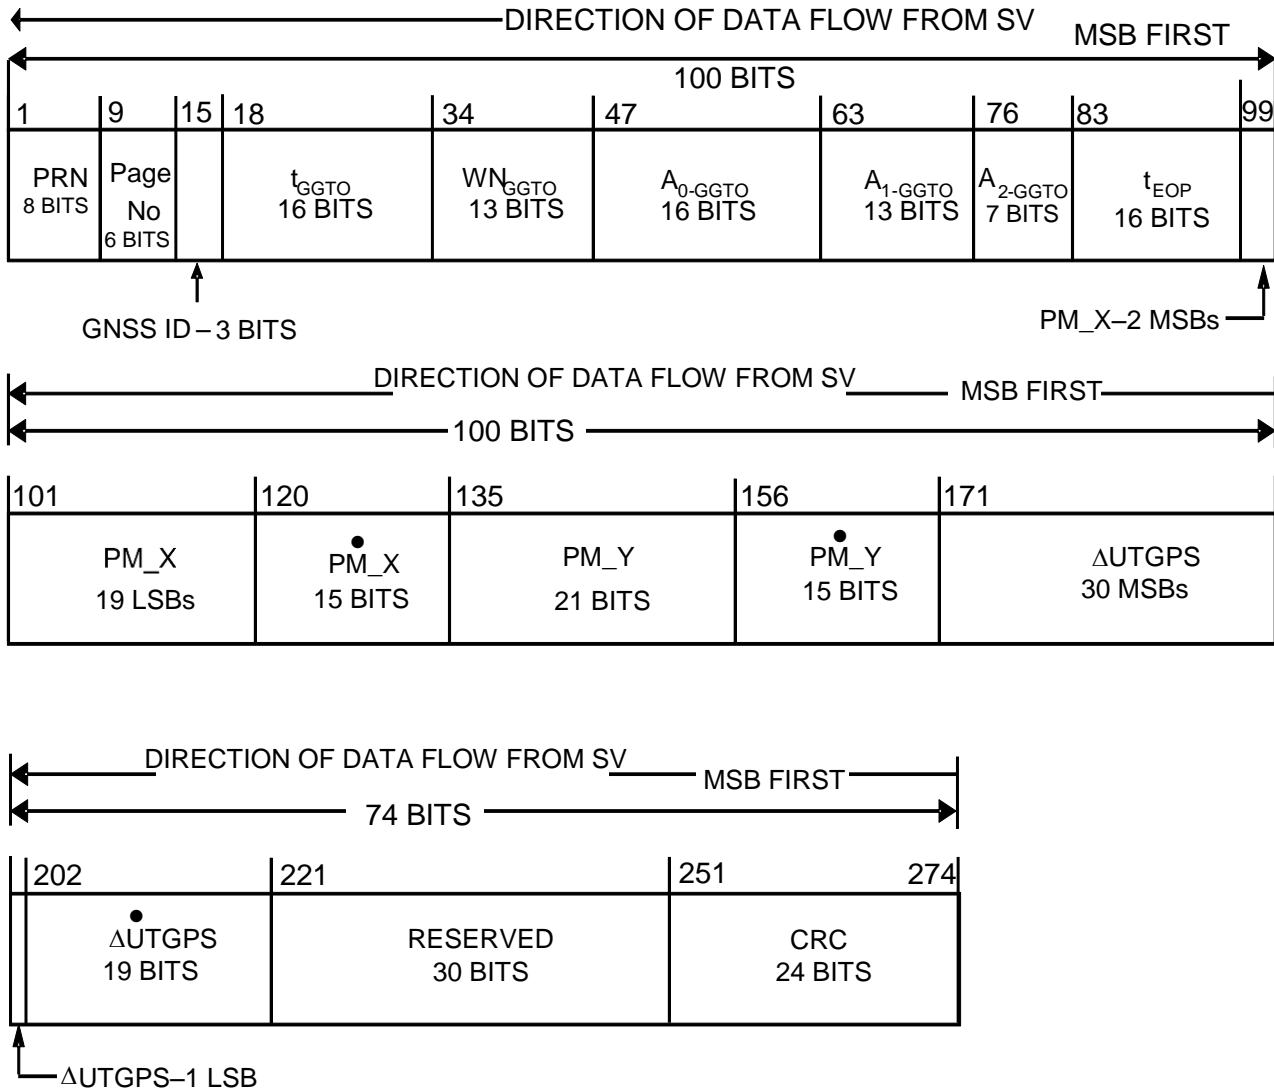 DIRECTION OF DATA FLOW FROM SV
MSB FIRST
100 BITS
1 9 15 18 34 47 63 76 83 99
PRN
8 BITS
Page
No
6 BITS
tGGTO
16 BITS
WNGGTO
13 BITS
A0-GGTO
16 BITS
A1-GGTO
13 BITS
A2-GGTO
7 BITS
tEOP
16 BITS
GNSS ID – 3 BITS
PM_X–2 MSBs
DIRECTION OF DATA FLOW FROM SV
MSB FIRST
100 BITS
101 120 135 156 171
PM_X
19 LSBs
•
PM_X
15 BITS
PM_Y
21 BITS
•
PM_Y
15 BITS
ΔUTGPS
30 MSBs
DIRECTION OF DATA FLOW FROM SV
MSB FIRST
74 BITS
202 221 251 274
•
ΔUTGPS
19 BITS
RESERVED
30 BITS
CRC
24 BITS
ΔUTGPS–1 LSB